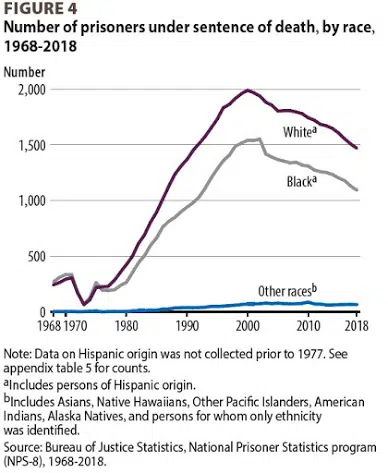 FIGURE 4
Number of prisoners under sentence of death, by race,
1968-2018
Number
2,000
1,500
1,000
500
0
Whiteª
Blackª
Other racesᵇ
1968 1970 1980 1990 2000 2010 2018
Note: Data on Hispanic origin was not collected prior to 1977. See
appendix table 5 for counts.
ªIncludes persons of Hispanic origin.
ᵇIncludes Asians, Native Hawaiians, Other Pacific Islanders, American
Indians, Alaska Natives, and persons for whom only ethnicity
was identified.
Source: Bureau of Justice Statistics, National Prisoner Statistics program
(NPS-8), 1968-2018.